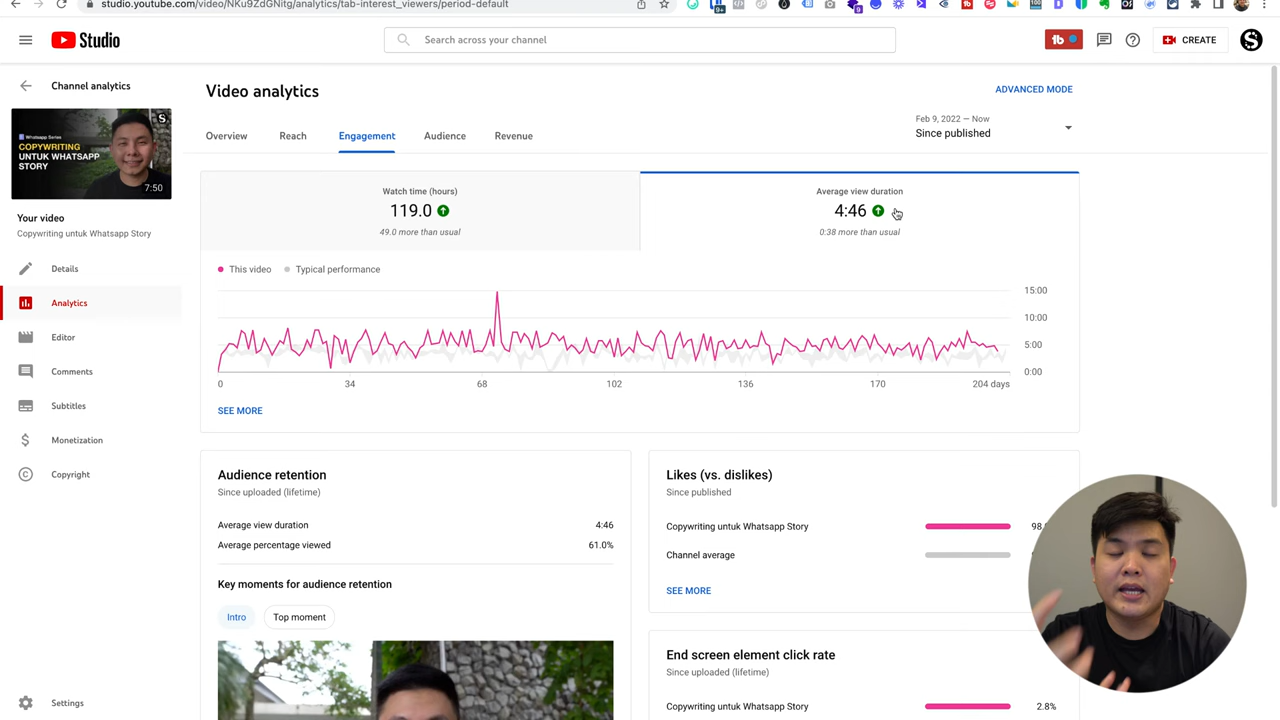 studio.youtube.com/video/NKu9ZdGNitg/analytics/tab-interest_viewers/period-default
Studio
Search across your channel
CREATE
Channel analytics
Whatsapp Series
COPYWRITING
UNTUK WHATSAPP
STORY
7:50
Your video
Copywriting untuk Whatsapp Story
Details
Analytics
Editor
Comments
Subtitles
Monetization
Copyright
Settings
Video analytics
ADVANCED MODE
Overview
Reach
Engagement
Audience
Revenue
Feb 9, 2022 — Now
Since published
Watch time (hours)
119.0
49.0 more than usual
Average view duration
4:46
0:38 more than usual
This video
Typical performance
15:00
10:00
5:00
0:00
0
34
68
102
136
170
204 days
SEE MORE
Audience retention
Since uploaded (lifetime)
Average view duration 4:46
Average percentage viewed 61.0%
Key moments for audience retention
Intro
Top moment
Likes (vs. dislikes)
Since published
Copywriting untuk Whatsapp Story
Channel average
SEE MORE
End screen element click rate
Since uploaded (lifetime)
Copywriting untuk Whatsapp Story 2.8%